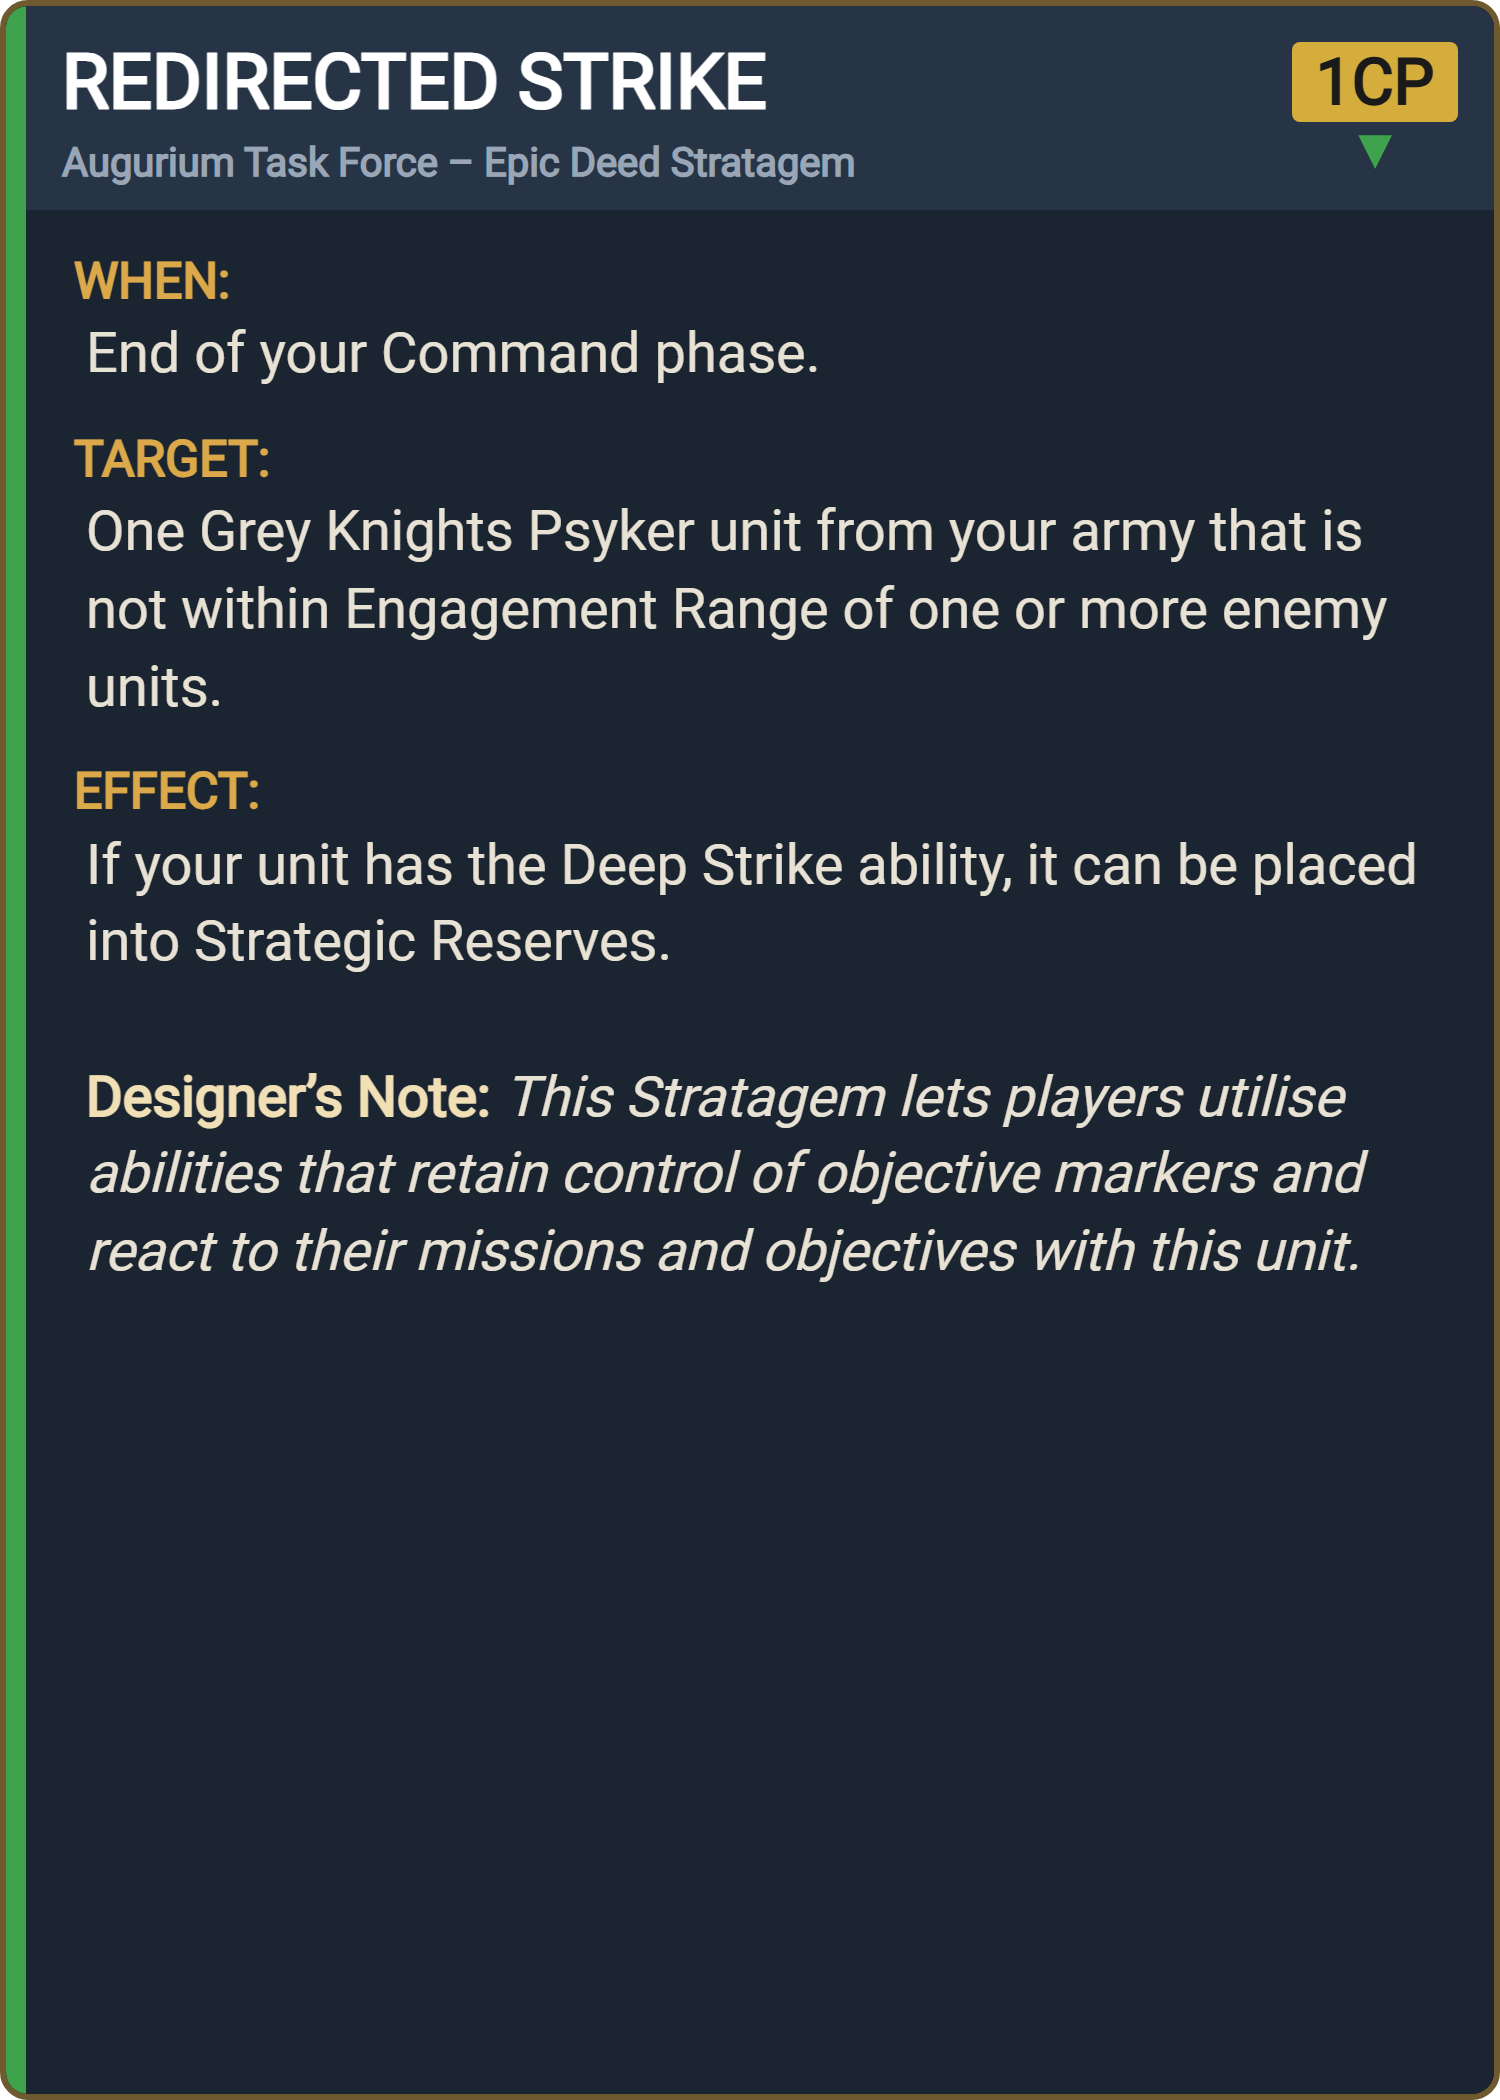 REDIRECTED STRIKE
1CP
Augurium Task Force – Epic Deed Stratagem
WHEN:
End of your Command phase.
TARGET:
One Grey Knights Psyker unit from your army that is
not within Engagement Range of one or more enemy
units.
EFFECT:
If your unit has the Deep Strike ability, it can be placed
into Strategic Reserves.
Designer’s Note: This Stratagem lets players utilise
abilities that retain control of objective markers and
react to their missions and objectives with this unit.